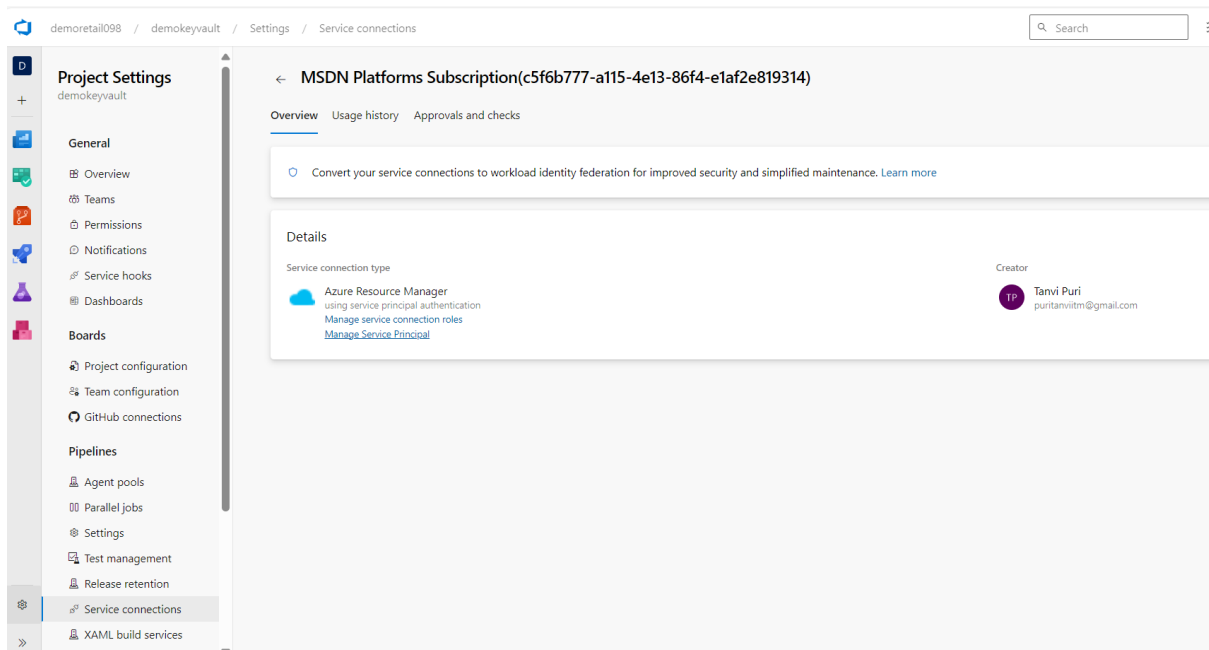 demoretail098 / demokeyvault / Settings / Service connections
Search
D
Project Settings
demokeyvault
General
Overview
Teams
Permissions
Notifications
Service hooks
Dashboards
Boards
Project configuration
Team configuration
GitHub connections
Pipelines
Agent pools
Parallel jobs
Settings
Test management
Release retention
Service connections
XAML build services
← MSDN Platforms Subscription(c5f6b777-a115-4e13-86f4-e1af2e819314)
Overview Usage history Approvals and checks
Convert your service connections to workload identity federation for improved security and simplified maintenance. Learn more
Details
Service connection type
Azure Resource Manager
using service principal authentication
Manage service connection roles
Manage Service Principal
Creator
TP
Tanvi Puri
puritanviitm@gmail.com